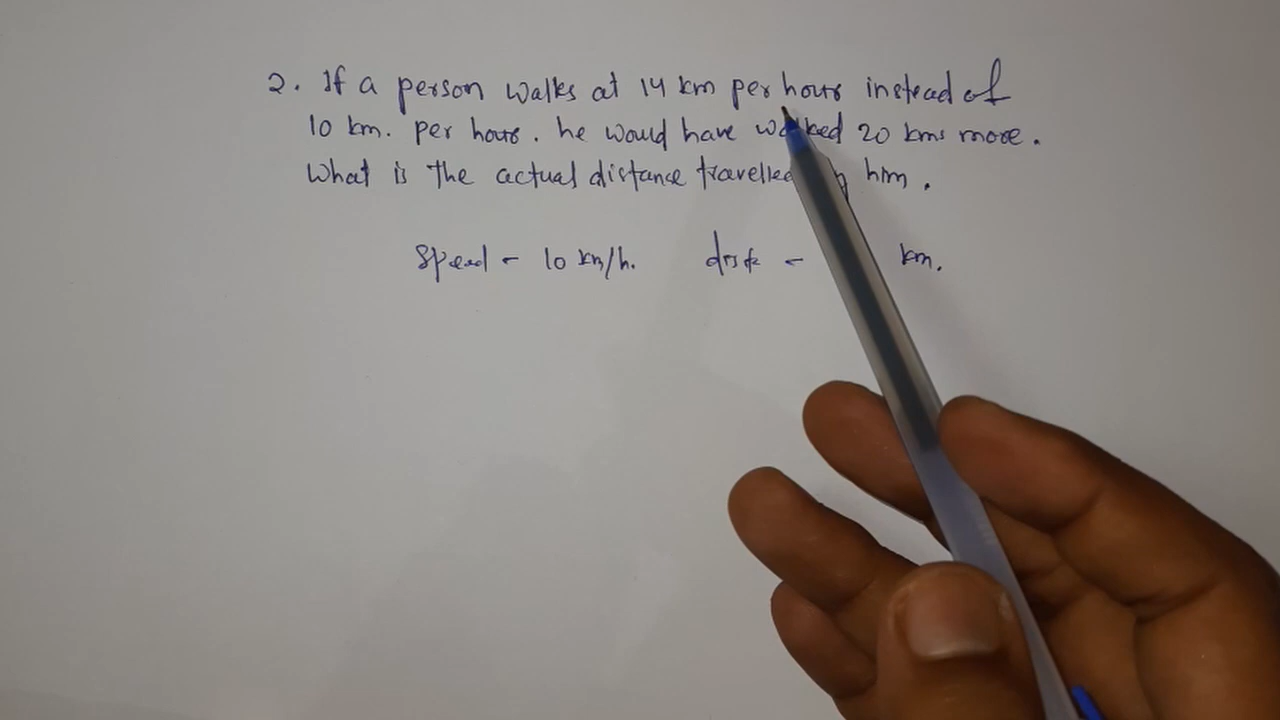 2. If a person walks at 14 km per hours instead of
10 km. per hours. he would have walked 20 kms more.
What is the actual distance travelled him.
Speed - 10 km/h. dist - km.